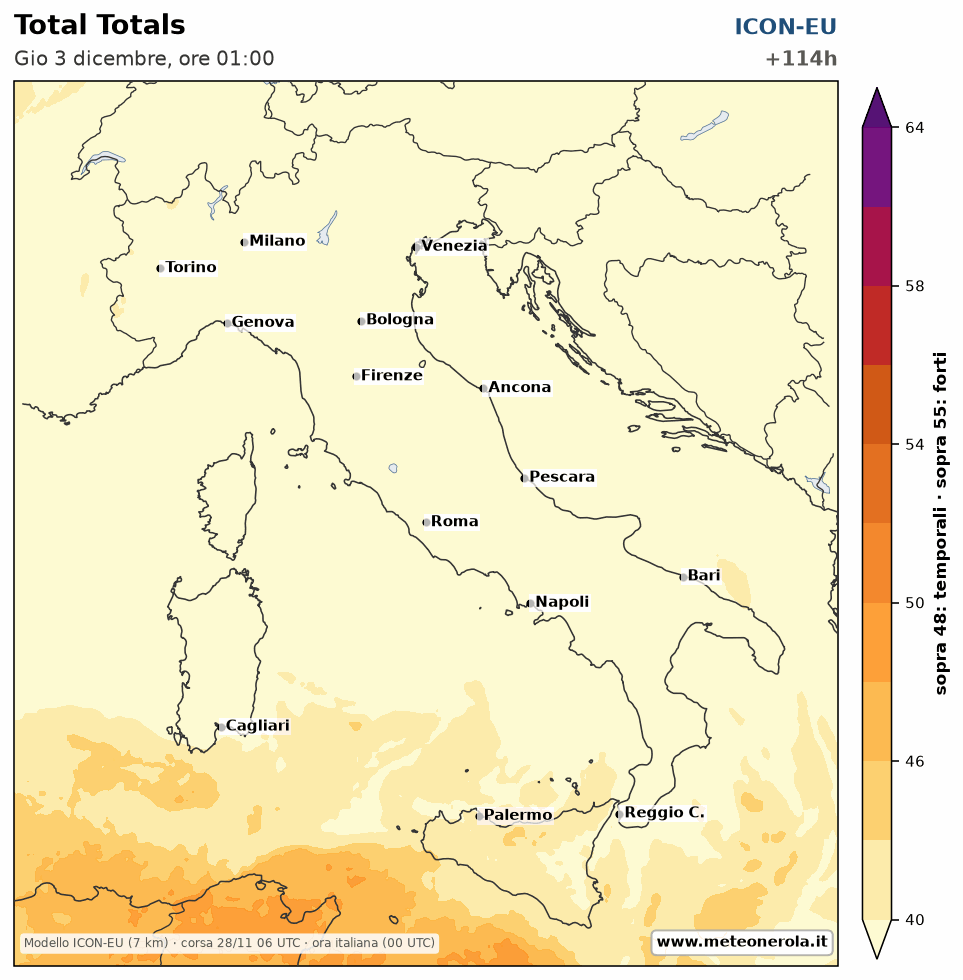 Total Totals
ICON-EU
Gio 3 dicembre, ore 01:00
+114h
64
58
54
50
46
40
sopra 48: temporali · sopra 55: forti
Milano
Venezia
Torino
Genova
Bologna
Firenze
Ancona
Pescara
Roma
Bari
Napoli
Cagliari
Palermo
Reggio C.
Modello ICON-EU (7 km) · corsa 28/11 06 UTC · ora italiana (00 UTC)
www.meteonerola.it